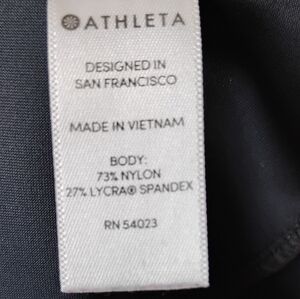 ATHLETA
DESIGNED IN
SAN FRANCISCO
MADE IN VIETNAM
BODY:
73% NYLON
27% LYCRA® SPANDEX
RN 54023